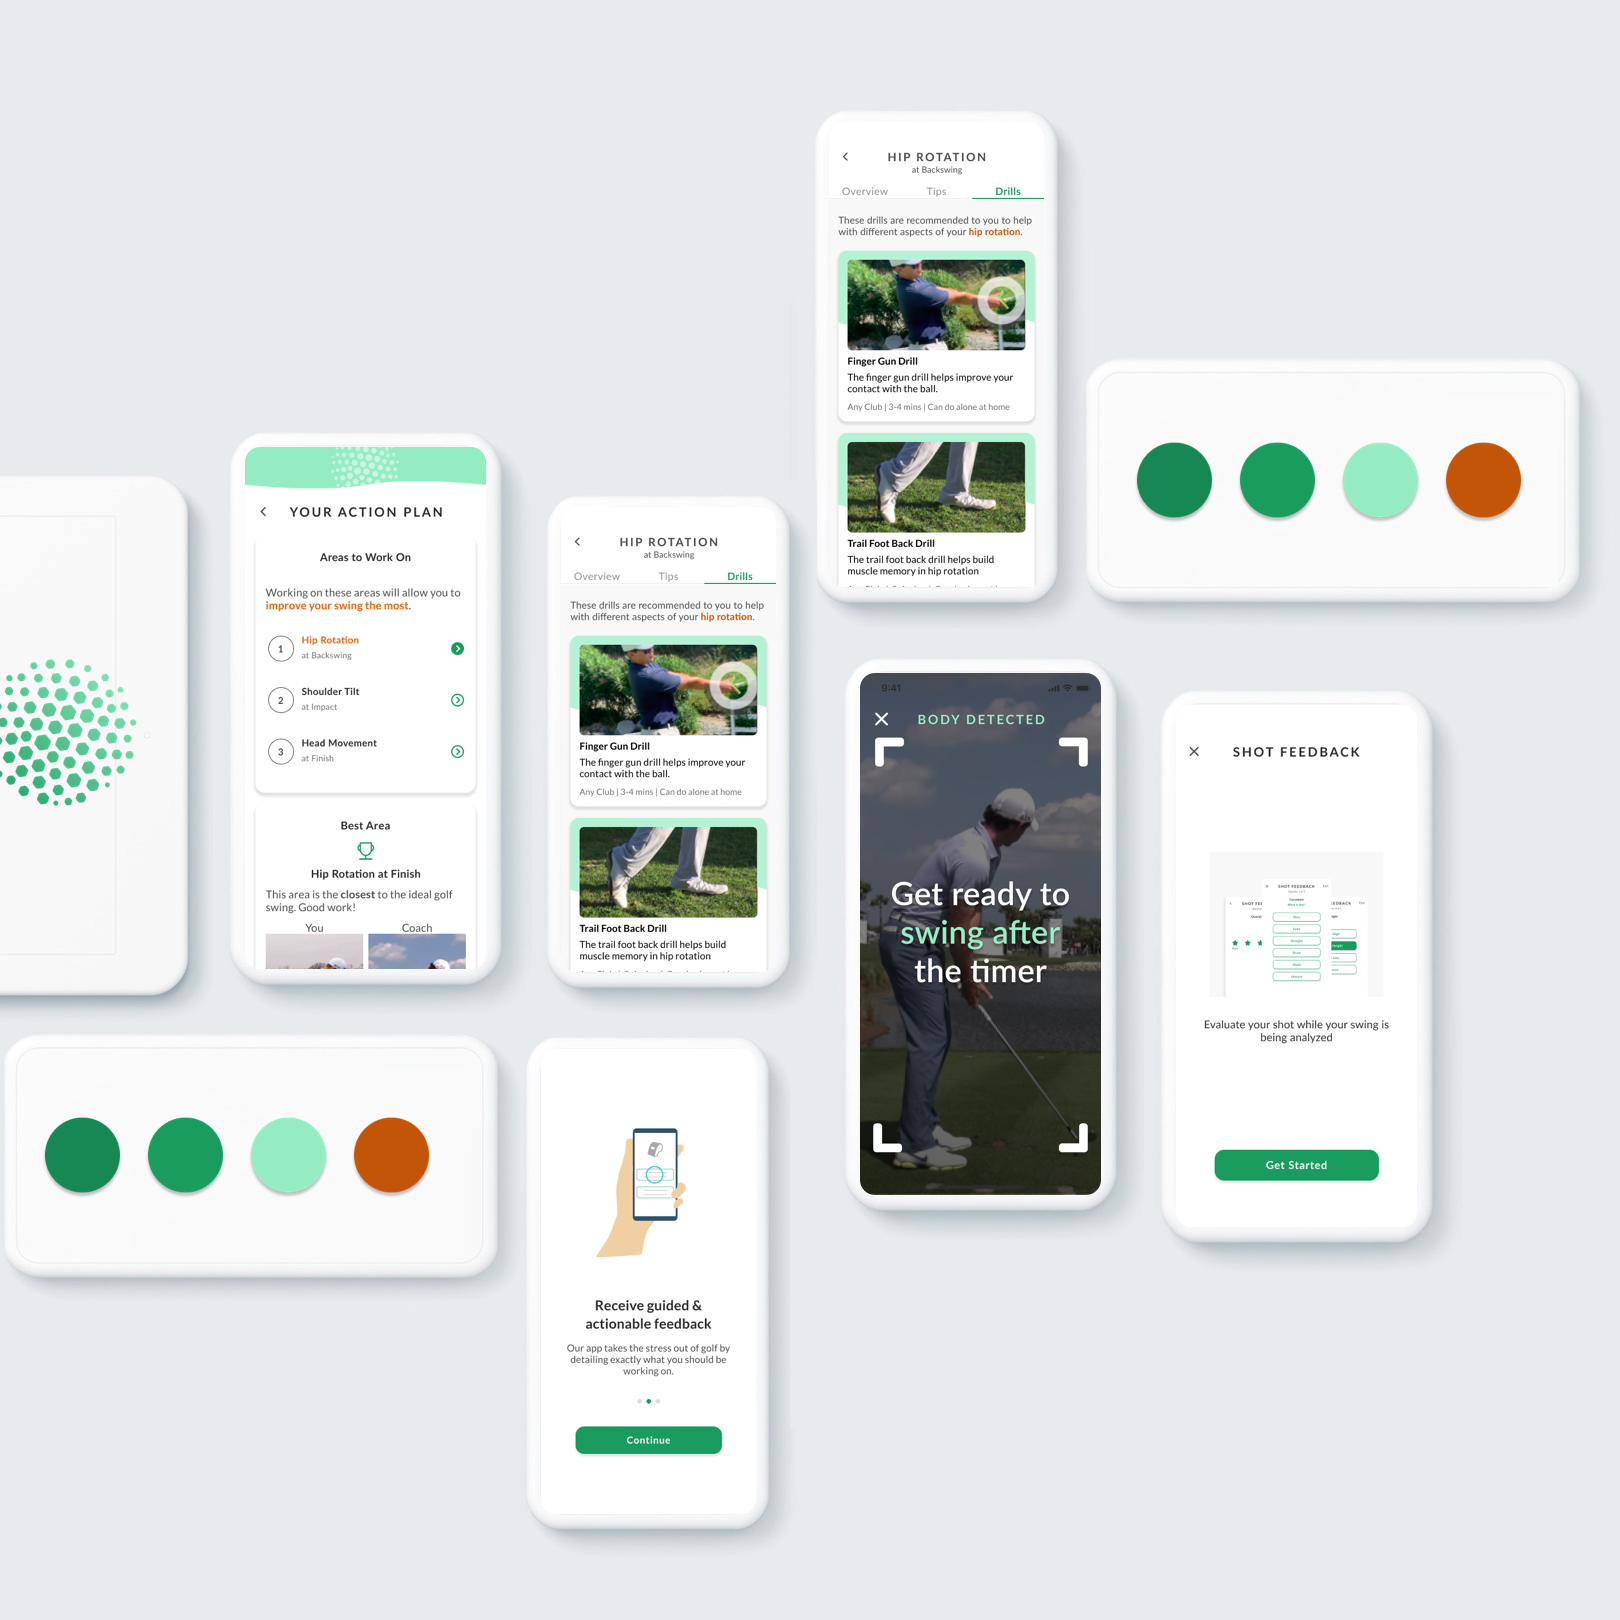 HIP ROTATION
at Backswing
Overview Tips Drills
These drills are recommended to you to help
with different aspects of your hip rotation.
Finger Gun Drill
The finger gun drill helps improve your
contact with the ball.
Any Club | 3-4 mins | Can do alone at home
Trail Foot Back Drill
The trail foot back drill helps build
muscle memory in hip rotation
YOUR ACTION PLAN
Areas to Work On
Working on these areas will allow you to
improve your swing the most.
1 Hip Rotation
at Backswing
2 Shoulder Tilt
at Impact
3 Head Movement
at Finish
Best Area
Hip Rotation at Finish
This area is the closest to the ideal golf
swing. Good work!
You Coach
HIP ROTATION
at Backswing
Overview Tips Drills
These drills are recommended to you to help
with different aspects of your hip rotation.
Finger Gun Drill
The finger gun drill helps improve your
contact with the ball.
Any Club | 3-4 mins | Can do alone at home
Trail Foot Back Drill
The trail foot back drill helps build
muscle memory in hip rotation
9:41
BODY DETECTED
Get ready to
swing after
the timer
SHOT FEEDBACK
SHOT FEEDBACK
Evaluate your shot while your swing is
being analyzed
Get Started
Receive guided &
actionable feedback
Our app takes the stress out of golf by
detailing exactly what you should be
working on.
Continue